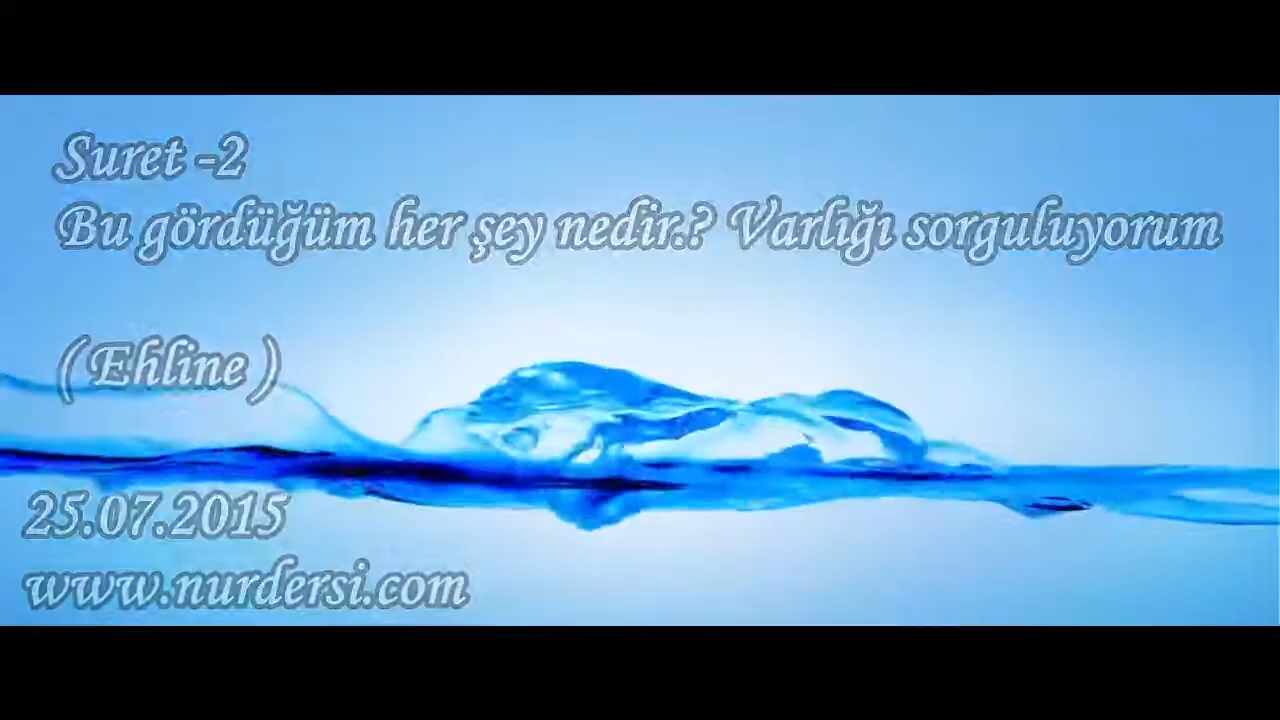 Suret -2
Bu gördüğüm her şey nedir.? Varlığı sorguluyorum
( Ehline )
25.07.2015
www.nurdersi.com